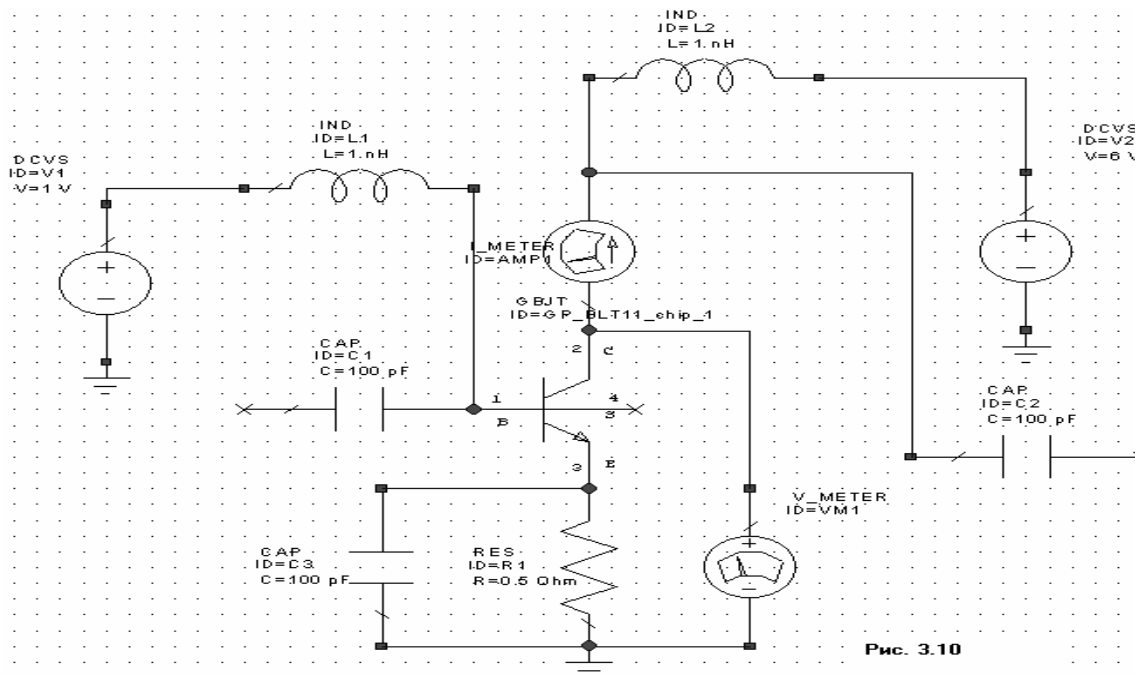 IND
ID=L2
L=1.nH
IND
ID=L1
L=1.nH
DCVS
ID=V1
V=1 V
DCVS
ID=V2
V=6 V
I_METER
ID=AMP1
GBJT
ID=GP_BLT11_chip_1
2 C
CAP
ID=C1
C=100 pF
1
B
4
S
3 E
CAP
ID=C2
C=100 pF
V_METER
ID=VM1
CAP
ID=C3
C=100 pF
RES
ID=R1
R=0.5 Ohm
Рис. 3.10